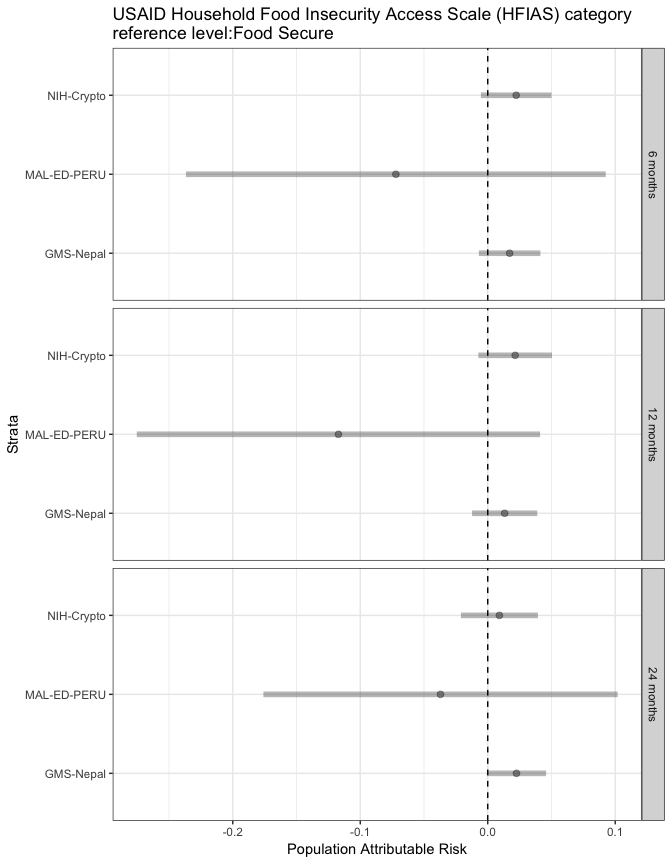 USAID Household Food Insecurity Access Scale (HFIAS) category
reference level:Food Secure
Strata
NIH-Crypto
MAL-ED-PERU
GMS-Nepal
6 months
NIH-Crypto
MAL-ED-PERU
GMS-Nepal
12 months
NIH-Crypto
MAL-ED-PERU
GMS-Nepal
24 months
-0.2 -0.1 0.0 0.1
Population Attributable Risk